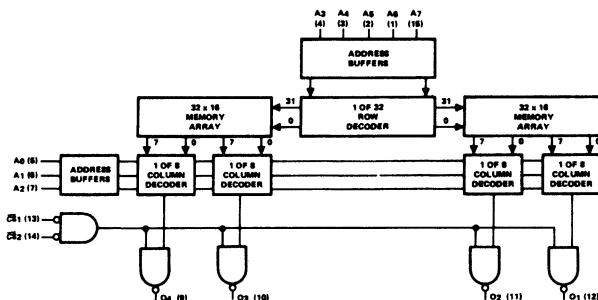 A3 A4 A5 A6 A7
(4) (3) (2) (1) (15)
ADDRESS
BUFFERS
32 x 16
MEMORY
ARRAY
31
0
1 OF 32
ROW
DECODER
31
0
32 x 16
MEMORY
ARRAY
7 0 7 0
7 0 7 0
A0 (5)
A1 (6)
A2 (7)
ADDRESS
BUFFERS
1 OF 8
COLUMN
DECODER
1 OF 8
COLUMN
DECODER
1 OF 8
COLUMN
DECODER
1 OF 8
COLUMN
DECODER
CS1 (13)
CS2 (14)
O4 (9)
O3 (10)
O2 (11)
O1 (12)